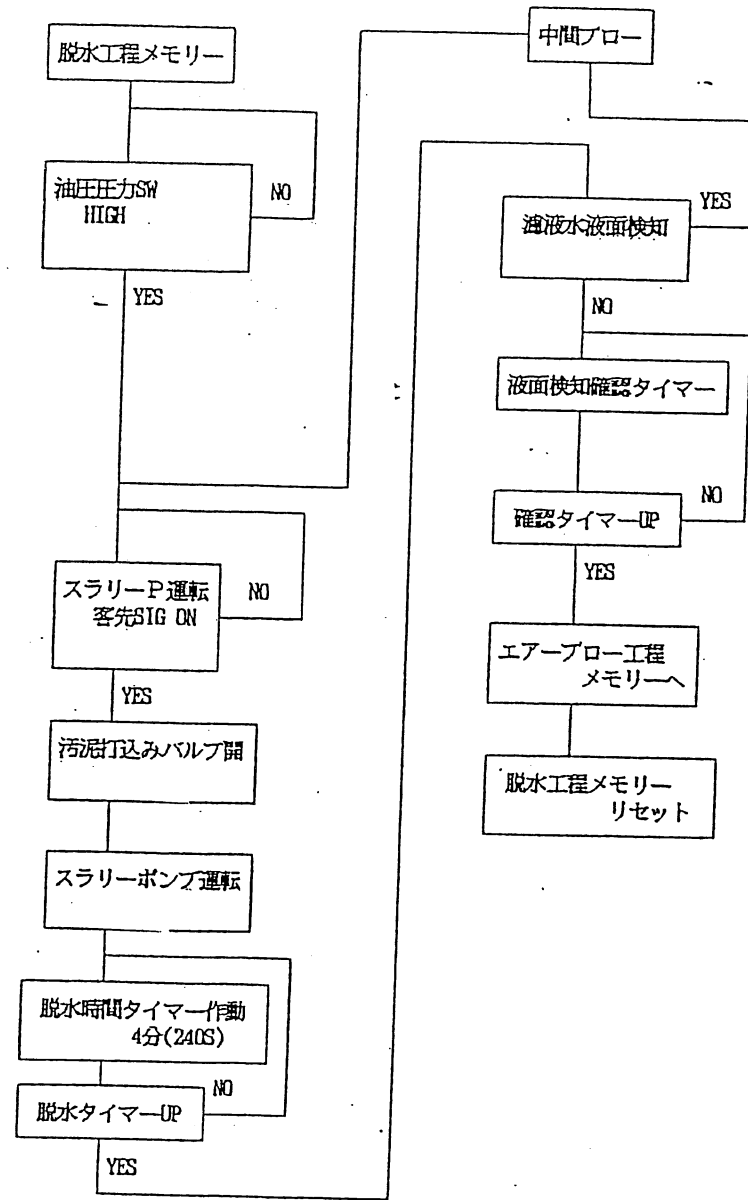 脱水工程メモリー
油圧圧力SW
HIGH
NO
YES
スラリーP運転
客先SIG ON
NO
YES
汚泥打込みバルブ開
スラリーポンプ運転
脱水時間タイマー作動
4分(240S)
NO
脱水タイマーUP
YES
中間ブロー
濾液水液面検知
YES
NO
液面検知確認タイマー
確認タイマーUP
NO
YES
エアーブロー工程
メモリーへ
脱水工程メモリー
リセット